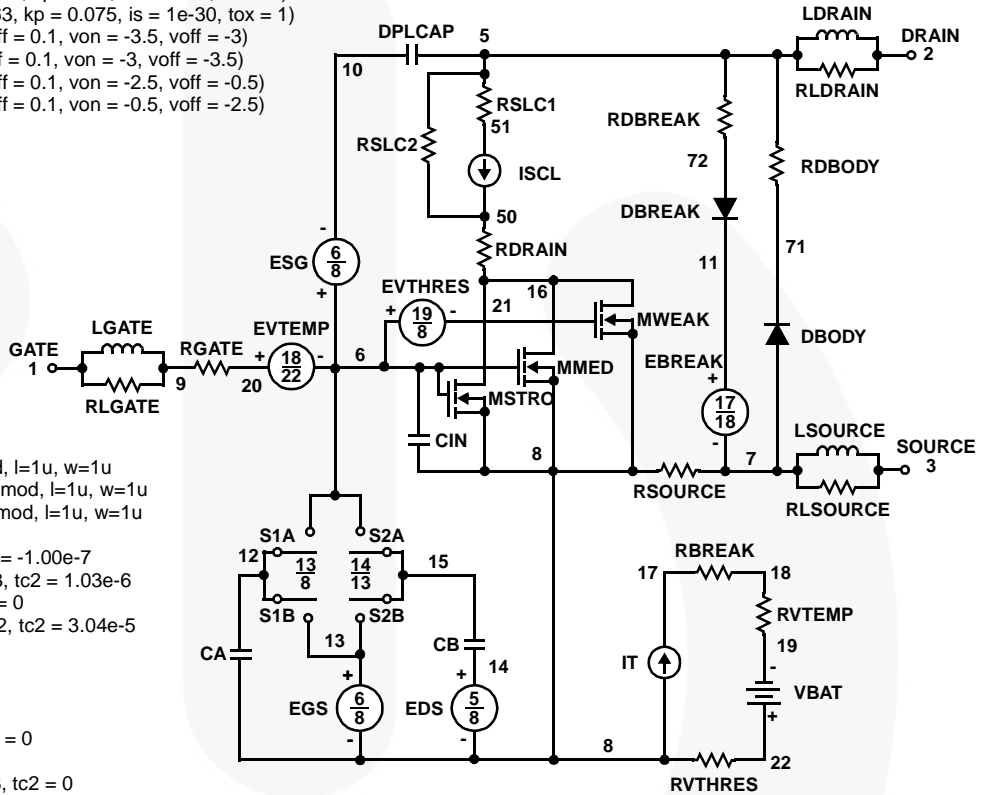 63, kp = 0.075, is = 1e-30, tox = 1)
ff = 0.1, von = -3.5, voff = -3)
f = 0.1, von = -3, voff = -3.5)
ff = 0.1, von = -2.5, voff = -0.5)
ff = 0.1, von = -0.5, voff = -2.5)
LDRAIN
DPLCAP 5 DRAIN
10 2
RLDRAIN
RSLC1
51
RDBREAK
RSLC2
72
RDBODY
ISCL
DBREAK
50
RDRAIN
71
11
-
ESG 6
8
+
EVTHRES
16
21
+ 19 -
8
MWEAK
LGATE
EVTEMP
DBODY
GATE
1
RGATE
+ 18 -
22
6
MMED
EBREAK
+
9
20
MSTRO
17
18
-
RLGATE
CIN
LSOURCE
8
7
SOURCE
3
RSOURCE
RLSOURCE
d, l=1u, w=1u
mod, l=1u, w=1u
mod, l=1u, w=1u
= -1.00e-7
3, tc2 = 1.03e-6
= 0
2, tc2 = 3.04e-5
= 0
, tc2 = 0
S1A S2A
12 13
8
14
13
15
S1B S2B
13
CA
CB
14
+ +
EGS 6
8
EDS 5
8
- -
RBREAK
17 18
RVTEMP
19
IT
-
VBAT
+
8
22
RVTHRES